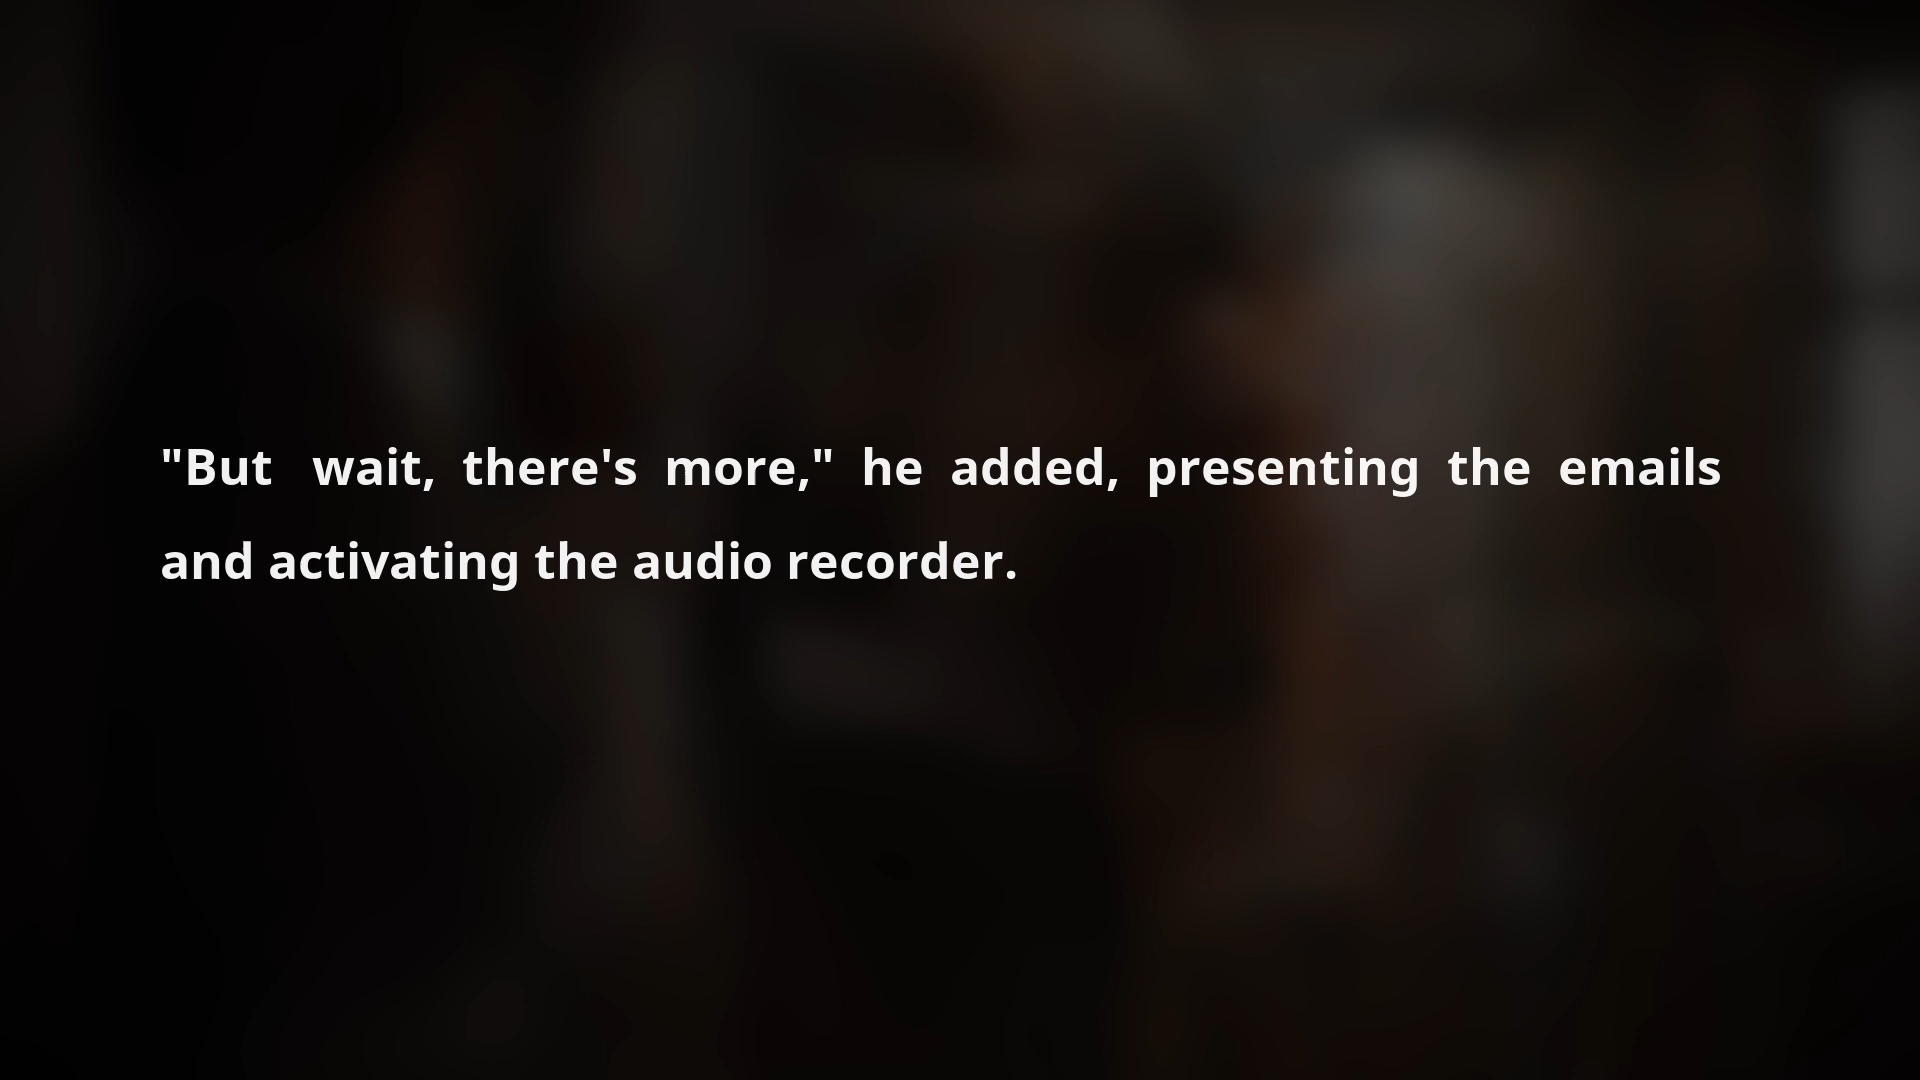 "But wait, there's more," he added, presenting the emails
and activating the audio recorder.